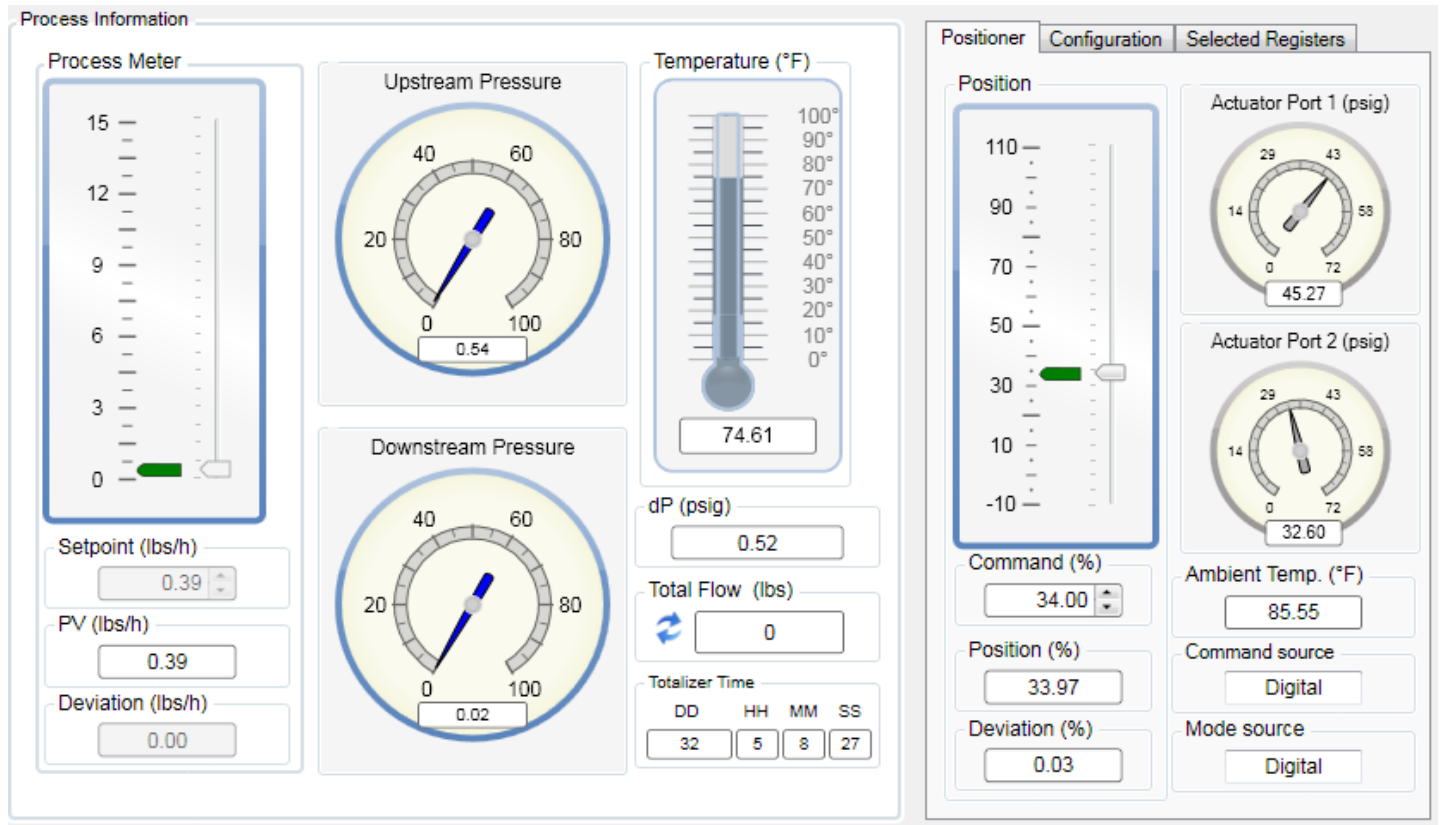 Process Information
Process Meter
15
12
9
6
3
0
Setpoint (lbs/h)
0.39
PV (lbs/h)
0.39
Deviation (lbs/h)
0.00
Upstream Pressure
40 60
20 80
0 100
0.54
Downstream Pressure
40 60
20 80
0 100
0.02
Temperature (°F)
100°
90°
80°
70°
60°
50°
40°
30°
20°
10°
0°
74.61
dP (psig)
0.52
Total Flow (lbs)
0
Totalizer Time
DD HH MM SS
32 5 8 27
Positioner Configuration Selected Registers
Position
110
90
70
50
30
10
-10
Command (%)
34.00
Position (%)
33.97
Deviation (%)
0.03
Actuator Port 1 (psig)
29 43
14 58
0 72
45.27
Actuator Port 2 (psig)
29 43
14 58
0 72
32.60
Ambient Temp. (°F)
85.55
Command source
Digital
Mode source
Digital